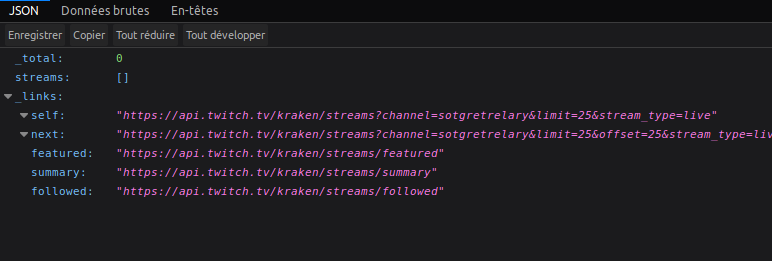 JSON Données brutes En-têtes
Enregistrer Copier Tout réduire Tout développer
_total: 0
streams: []
_links:
self: "https://api.twitch.tv/kraken/streams?channel=sotgretrelary&limit=25&stream_type=live"
next: "https://api.twitch.tv/kraken/streams?channel=sotgretrelary&limit=25&offset=25&stream_type=liv
featured: "https://api.twitch.tv/kraken/streams/featured"
summary: "https://api.twitch.tv/kraken/streams/summary"
followed: "https://api.twitch.tv/kraken/streams/followed"